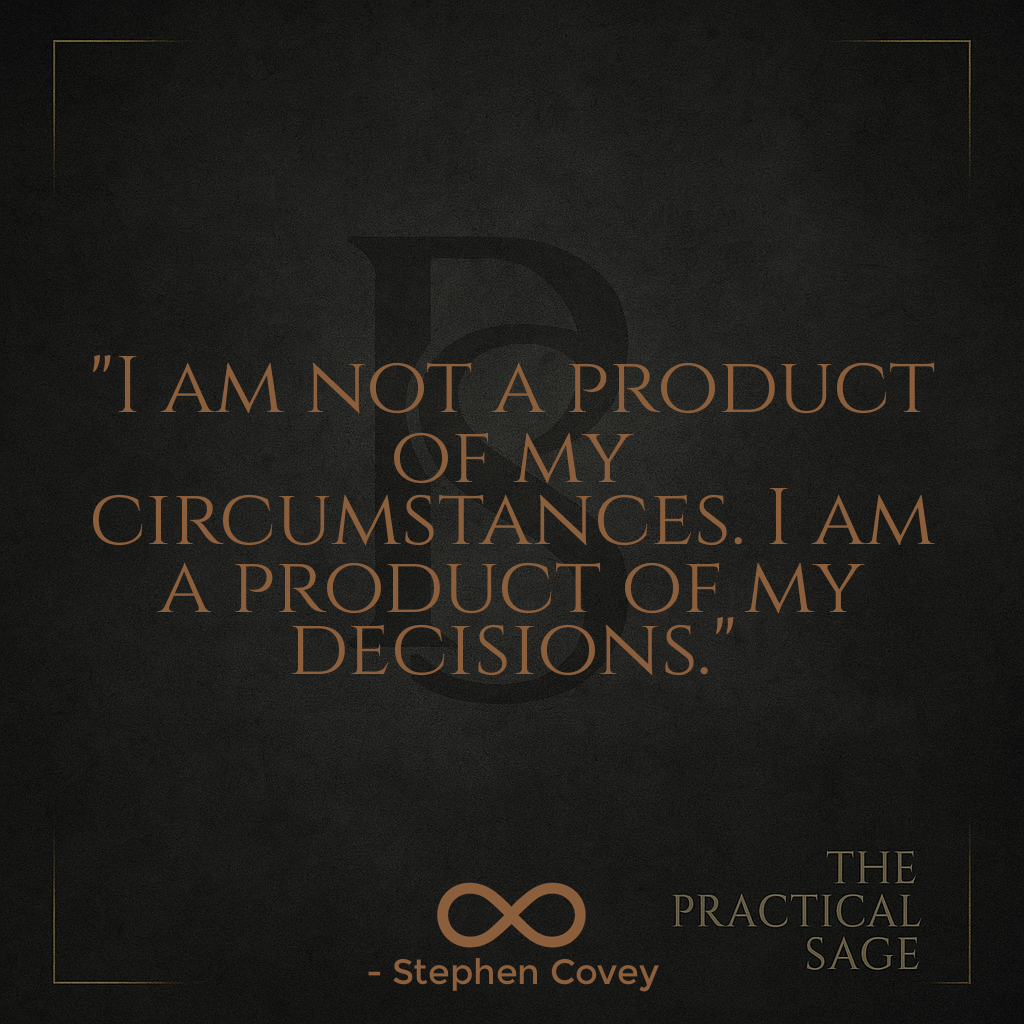 "I AM NOT A PRODUCT
OF MY
CIRCUMSTANCES. I AM
A PRODUCT OF MY
DECISIONS."
- Stephen Covey
THE
PRACTICAL
SAGE